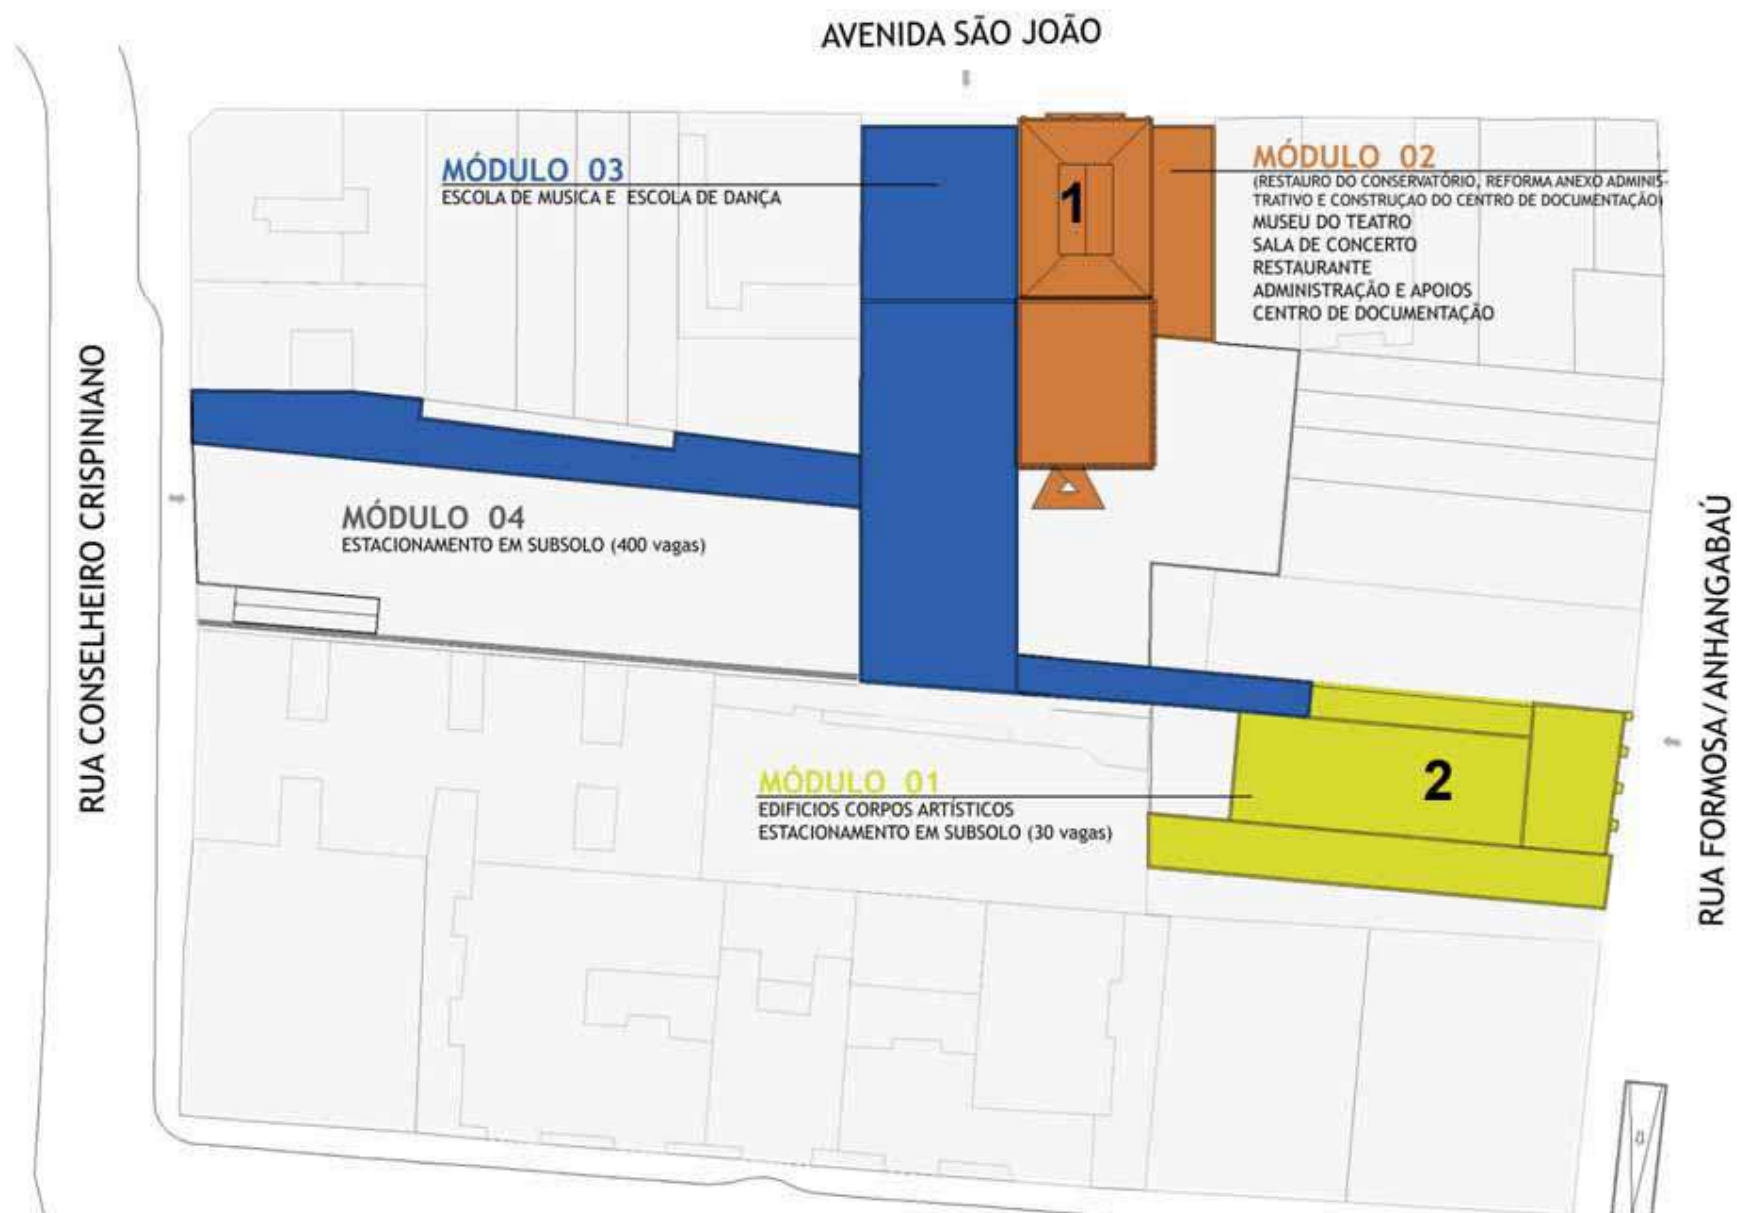 AVENIDA SÃO JOÃO
MÓDULO 03
ESCOLA DE MUSICA E ESCOLA DE DANÇA
1
MÓDULO 02
(RESTAURO DO CONSERVATÓRIO, REFORMA ANEXO ADMINIS-
TRATIVO E CONSTRUÇAO DO CENTRO DE DOCUMENTAÇÃO)
MUSEU DO TEATRO
SALA DE CONCERTO
RESTAURANTE
ADMINISTRAÇÃO E APOIOS
CENTRO DE DOCUMENTAÇÃO
RUA CONSELHEIRO CRISPINIANO
MÓDULO 04
ESTACIONAMENTO EM SUBSOLO (400 vagas)
RUA FORMOSA/ANHANGABAÚ
MÓDULO 01
EDIFICIOS CORPOS ARTÍSTICOS
ESTACIONAMENTO EM SUBSOLO (30 vagas)
2